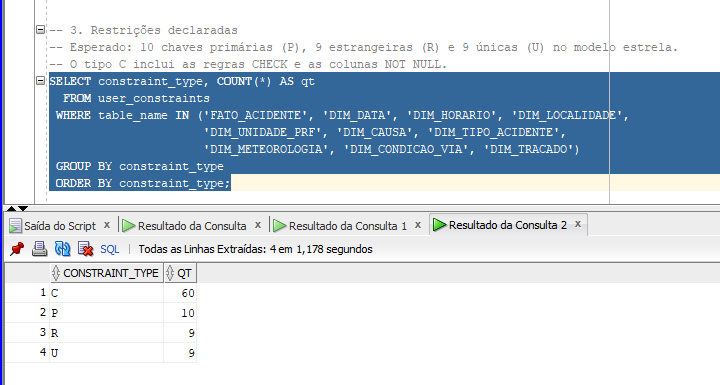 -- 3. Restrições declaradas
-- Esperado: 10 chaves primárias (P), 9 estrangeiras (R) e 9 únicas (U) no modelo estrela.
-- O tipo C inclui as regras CHECK e as colunas NOT NULL.
SELECT constraint_type, COUNT(*) AS qt
FROM user_constraints
WHERE table_name IN ('FATO_ACIDENTE', 'DIM_DATA', 'DIM_HORARIO', 'DIM_LOCALIDADE',
'DIM_UNIDADE_PRF', 'DIM_CAUSA', 'DIM_TIPO_ACIDENTE',
'DIM_METEOROLOGIA', 'DIM_CONDICAO_VIA', 'DIM_TRACADO')
GROUP BY constraint_type
ORDER BY constraint_type;
Saída do Script x Resultado da Consulta x Resultado da Consulta 1 x Resultado da Consulta 2 x
SQL | Todas as Linhas Extraídas: 4 em 1,178 segundos
CONSTRAINT_TYPE QT
1 C 60
2 P 10
3 R 9
4 U 9